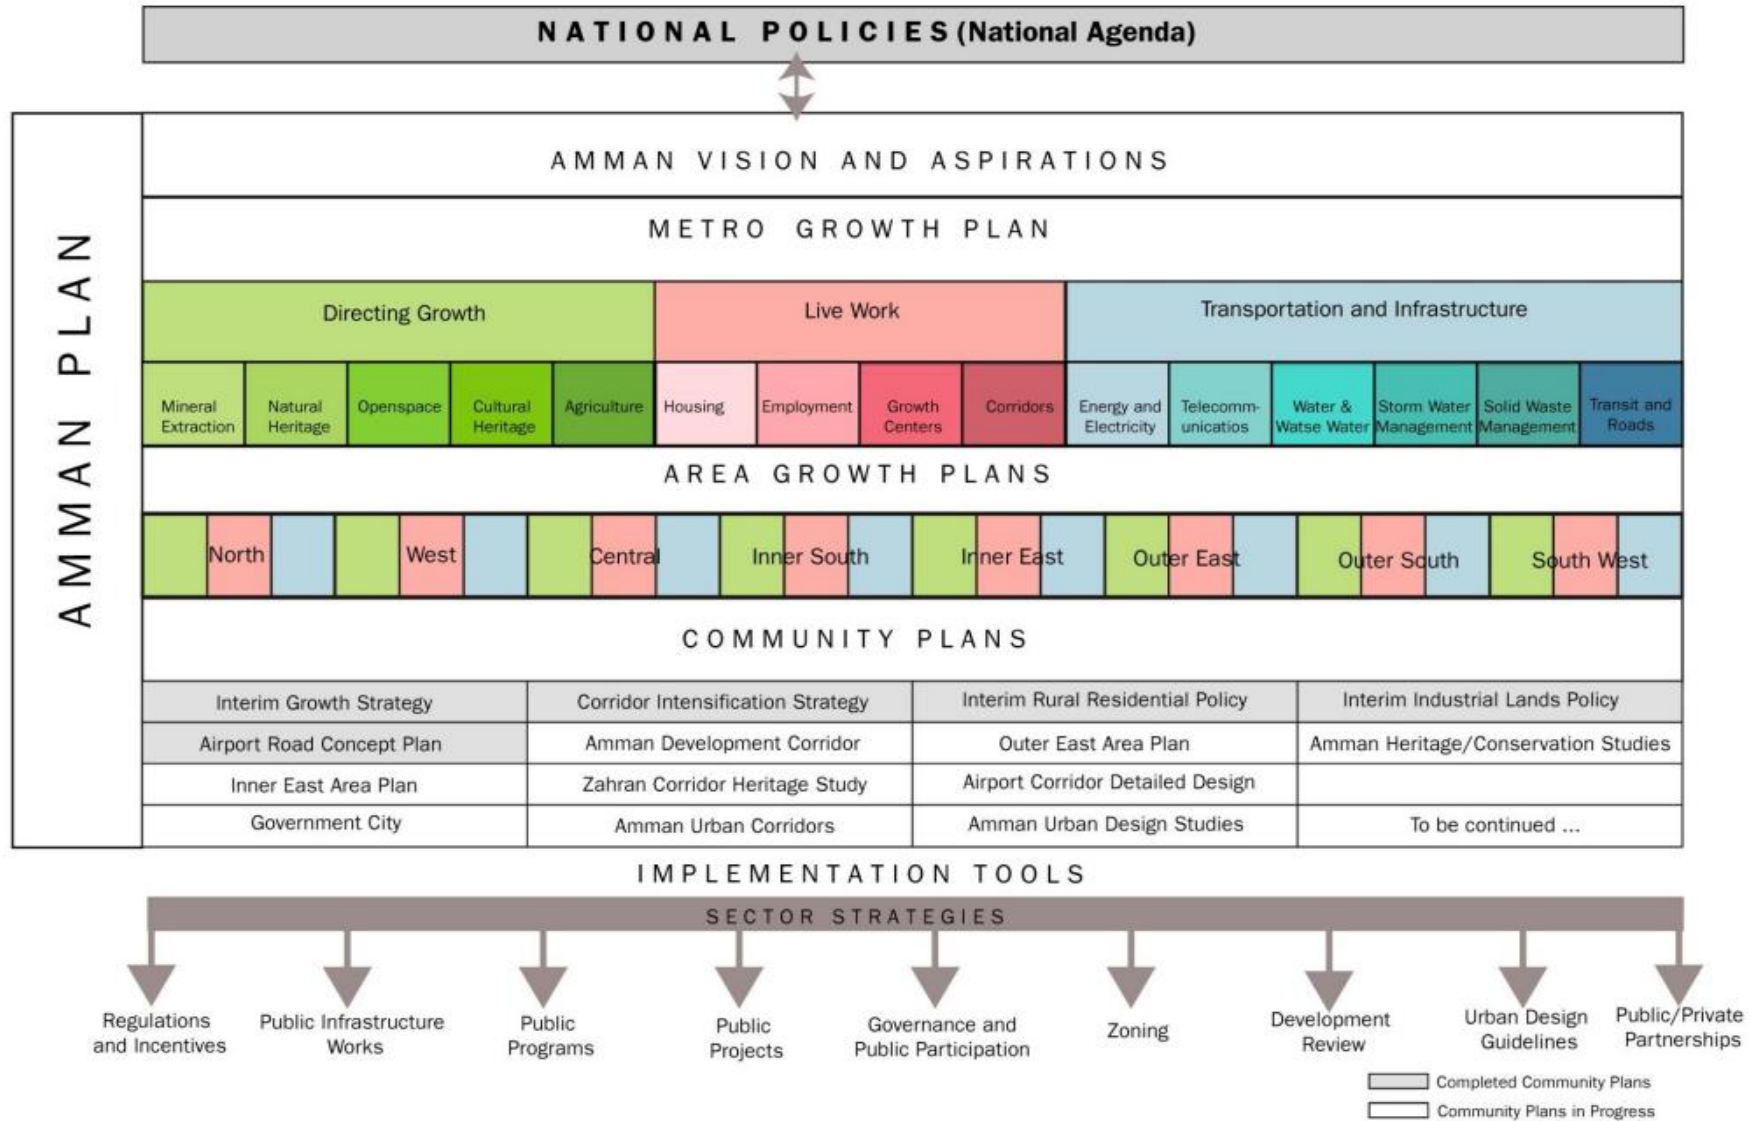 NATIONAL POLICIES (National Agenda)
AMMAN PLAN
AMMAN VISION AND ASPIRATIONS
METRO GROWTH PLAN
Directing Growth
Live Work
Transportation and Infrastructure
Mineral
Extraction
Natural
Heritage
Openspace
Cultural
Heritage
Agriculture
Housing
Employment
Growth
Centers
Corridors
Energy and
Electricity
Telecomm-
unicatios
Water &
Watse Water
Storm Water
Management
Solid Waste
Management
Transit and
Roads
AREA GROWTH PLANS
North
West
Central
Inner South
Inner East
Outer East
Outer South
South West
COMMUNITY PLANS
Interim Growth Strategy
Corridor Intensification Strategy
Interim Rural Residential Policy
Interim Industrial Lands Policy
Airport Road Concept Plan
Amman Development Corridor
Outer East Area Plan
Amman Heritage/Conservation Studies
Inner East Area Plan
Zahran Corridor Heritage Study
Airport Corridor Detailed Design
Government City
Amman Urban Corridors
Amman Urban Design Studies
To be continued ...
IMPLEMENTATION TOOLS
SECTOR STRATEGIES
Regulations
and Incentives
Public Infrastructure
Works
Public
Programs
Public
Projects
Governance and
Public Participation
Zoning
Development
Review
Urban Design
Guidelines
Public/Private
Partnerships
Completed Community Plans
Community Plans in Progress